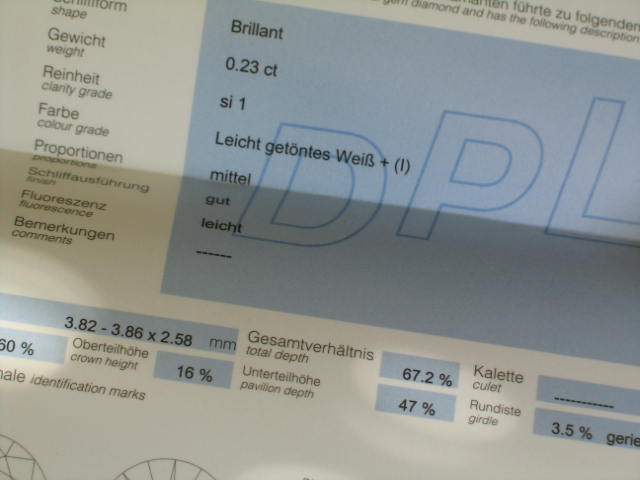 Schliffform
shape
gem diamond and has the following description
führte zu folgendem
Gewicht
weight
Reinheit
clarity grade
Farbe
colour grade
Proportionen
proportions
Schliffausführung
finish
Fluoreszenz
fluorescence
Bemerkungen
comments
Brillant
0.23 ct
si 1
Leicht getöntes Weiß + (I)
mittel
gut
leicht
------
DPL
3.82 - 3.86 x 2.58 mm
60 %
Oberteilhöhe
crown height
16 %
Gesamtverhältnis
total depth
67.2 %
Unterteilhöhe
pavilion depth
47 %
Kalette
culet
-----------
Rundiste
girdle
3.5 % gerie
identification marks